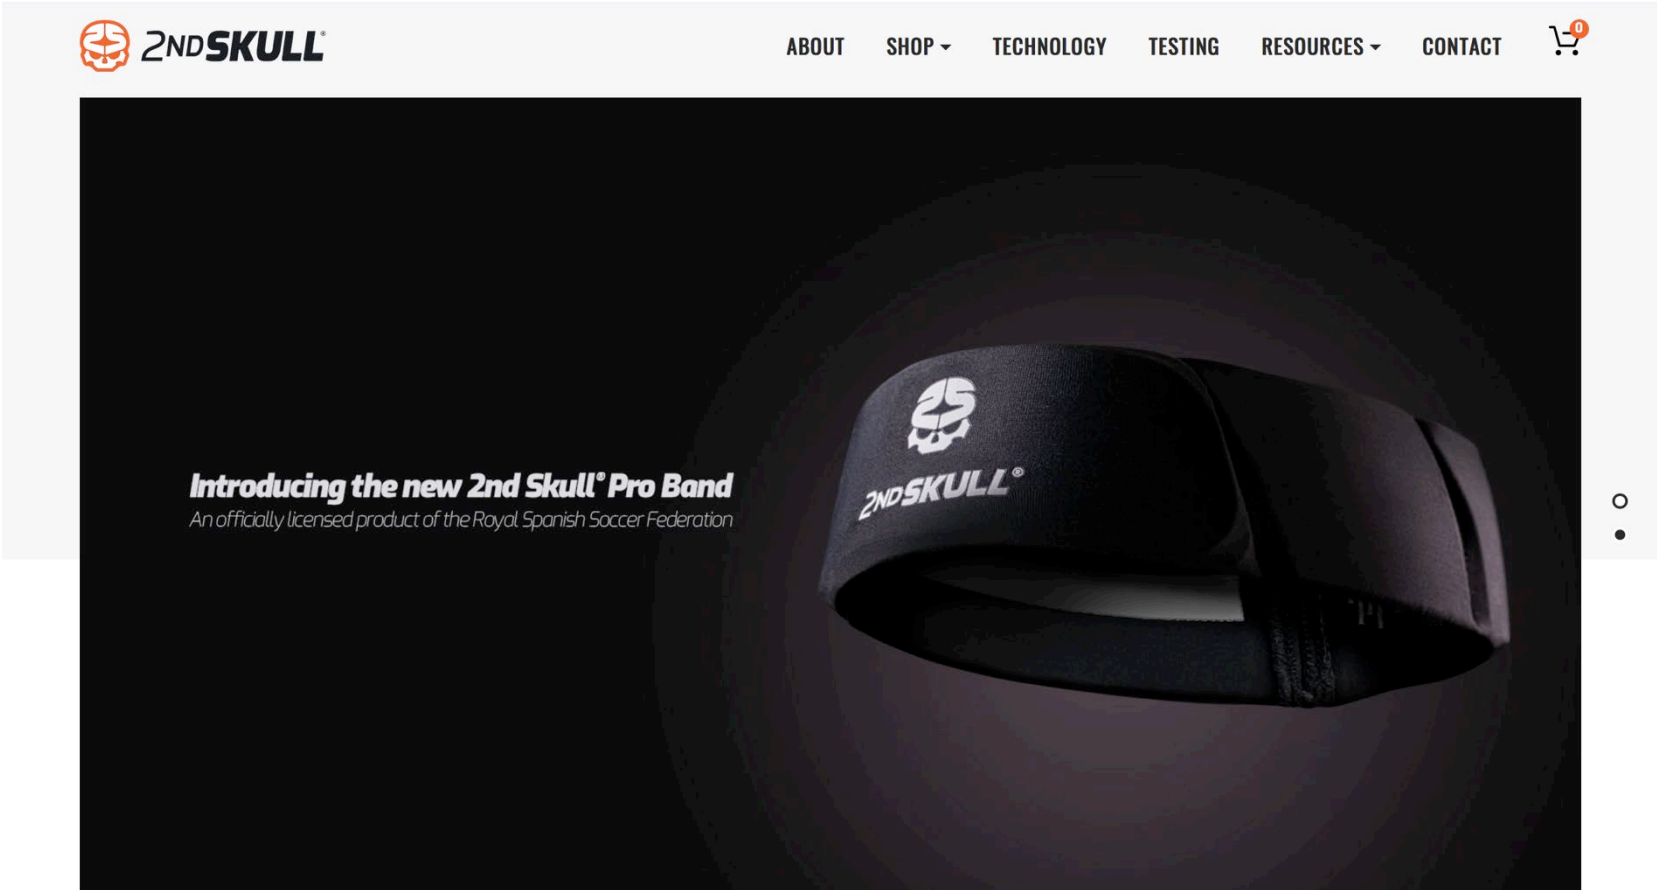 2NDSKULL®
ABOUT
SHOP
TECHNOLOGY
TESTING
RESOURCES
CONTACT
0
Introducing the new 2nd Skull® Pro Band
An officially licensed product of the Royal Spanish Soccer Federation
2S
2NDSKULL®